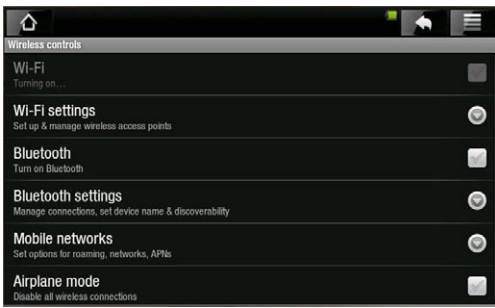 Wireless controls
Wi-Fi
Turning on...
Wi-Fi settings
Set up & manage wireless access points
Bluetooth
Turn on Bluetooth
Bluetooth settings
Manage connections, set device name & discoverability
Mobile networks
Set options for roaming, networks, APNs
Airplane mode
Disable all wireless connections